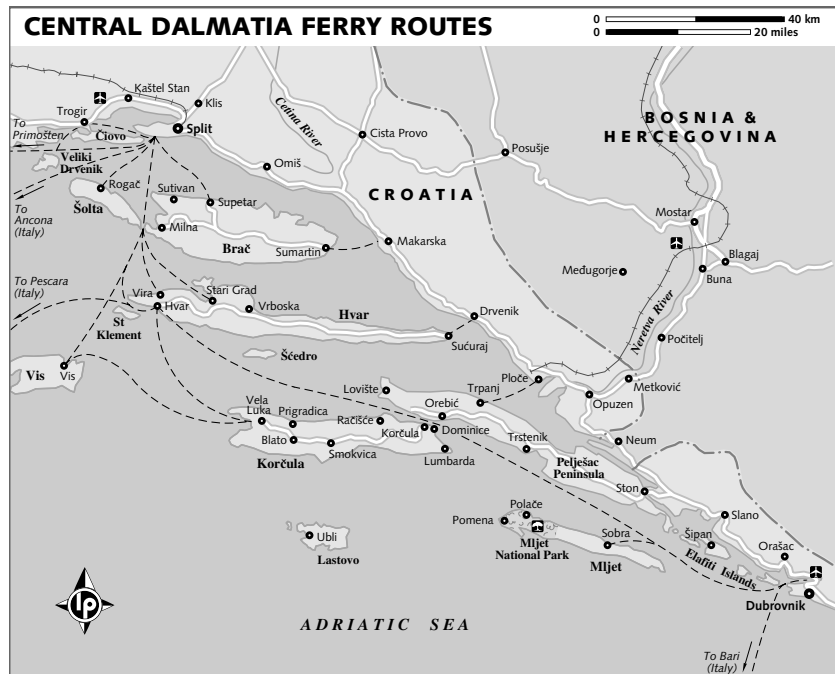 CENTRAL DALMATIA FERRY ROUTES
0 40 km
0 20 miles
Kaštel Stan
Trogir
Klis
To
Primošten
Čiovo
Split
Cetina River
Cista Provo
Posušje
BOSNIA &
HERCEGOVINA
Veliki
Drvenik
Omiš
Rogač
Sutivan
Supetar
CROATIA
To
Ancona
(Italy)
Šolta
Milna
Brač
Sumartin
Makarska
Mostar
Blagaj
Buna
Međugorje
To Pescara
(Italy)
Vira
Hvar
Stari Grad
Vrboska
Hvar
Drvenik
Neretva River
St
Klement
Sućuraj
Počitelj
Šćedro
Vis
Vis
Lovište
Trpanj
Ploče
Metković
Opuzen
Vela
Luka
Prigradica
Račišće
Orebić
Korčula
Dominice
Blato
Smokvica
Korčula
Lumbarda
Trstenik
Neum
Pelješac
Peninsula
Ston
Polače
Pomena
Slano
Ubli
Lastovo
Mljet
National Park
Sobra
Mljet
Šipan
Orašac
Elafiti Islands
Dubrovnik
lp
ADRIATIC SEA
To Bari
(Italy)